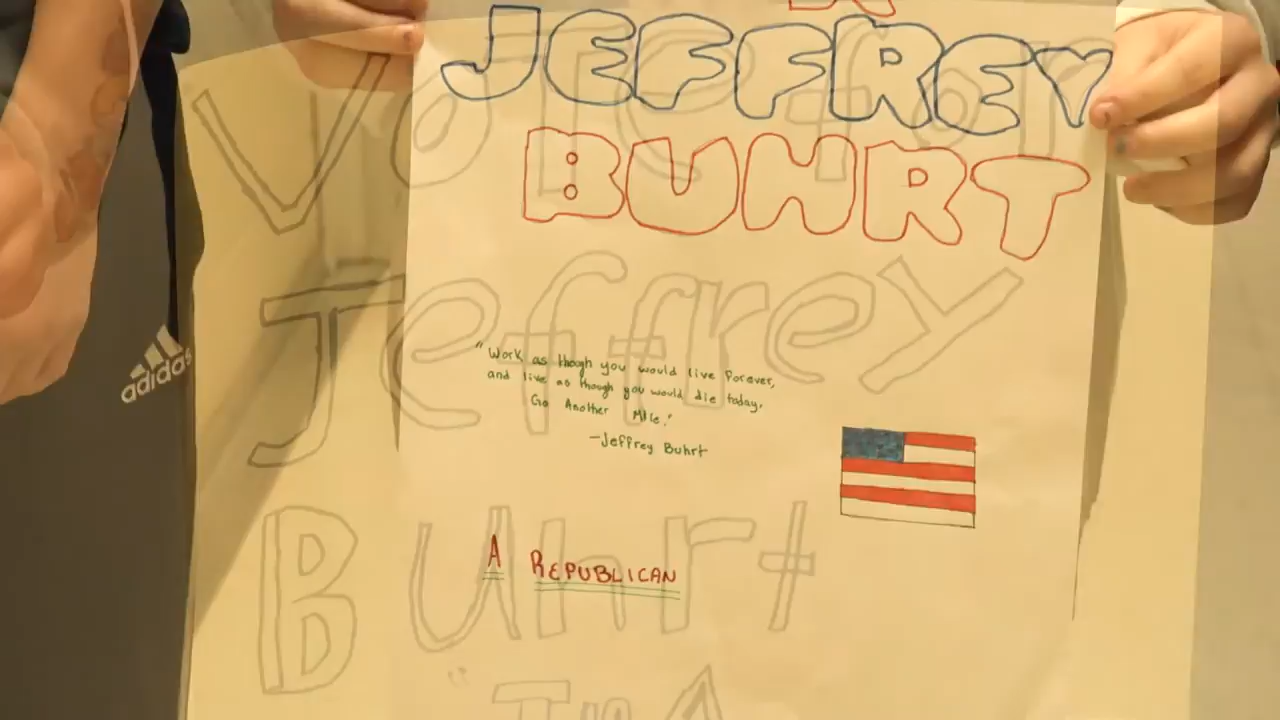 JEFFREY
BUHRT
"Work as though you would live forever,
and live as though you would die today.
Go Another Mile."
-Jeffrey Buhrt
A REPUBLICAN
Vote for
Jeffrey
Buhrt
adidas